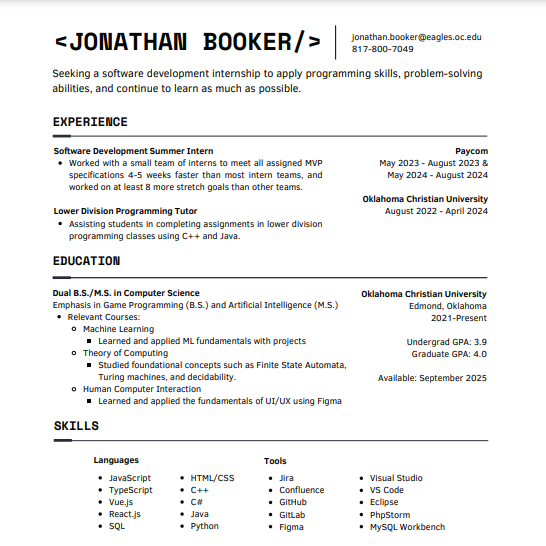 <JONATHAN BOOKER/>
jonathan.booker@eagles.oc.edu
817-800-7049
Seeking a software development internship to apply programming skills, problem-solving
abilities, and continue to learn as much as possible.
EXPERIENCE
Software Development Summer Intern
• Worked with a small team of interns to meet all assigned MVP
specifications 4-5 weeks faster than most intern teams, and
worked on at least 8 more stretch goals than other teams.
Paycom
May 2023 - August 2023 &
May 2024 - August 2024
Lower Division Programming Tutor
• Assisting students in completing assignments in lower division
programming classes using C++ and Java.
Oklahoma Christian University
August 2022 - April 2024
EDUCATION
Dual B.S./M.S. in Computer Science
Emphasis in Game Programming (B.S.) and Artificial Intelligence (M.S.)
• Relevant Courses:
○ Machine Learning
▪ Learned and applied ML fundamentals with projects
○ Theory of Computing
▪ Studied foundational concepts such as Finite State Automata,
Turing machines, and decidability.
○ Human Computer Interaction
▪ Learned and applied the fundamentals of UI/UX using Figma
Oklahoma Christian University
Edmond, Oklahoma
2021-Present
Undergrad GPA: 3.9
Graduate GPA: 4.0
Available: September 2025
SKILLS
Languages
• JavaScript
• TypeScript
• Vue.js
• React.js
• SQL
• HTML/CSS
• C++
• C#
• Java
• Python
Tools
• Jira
• Confluence
• GitHub
• GitLab
• Figma
• Visual Studio
• VS Code
• Eclipse
• PhpStorm
• MySQL Workbench